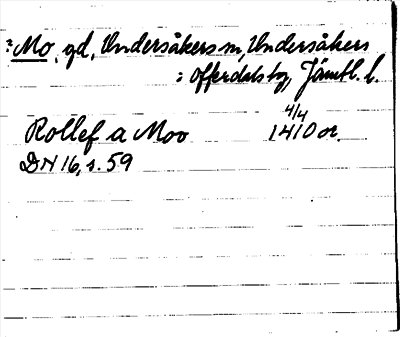 : Mo, gd, Undersåkers sn, Undersåkers
: Offerdals tg, Jämtl. l.
4/4
Rollef a Moo 1410 or.
DN 16, s. 59